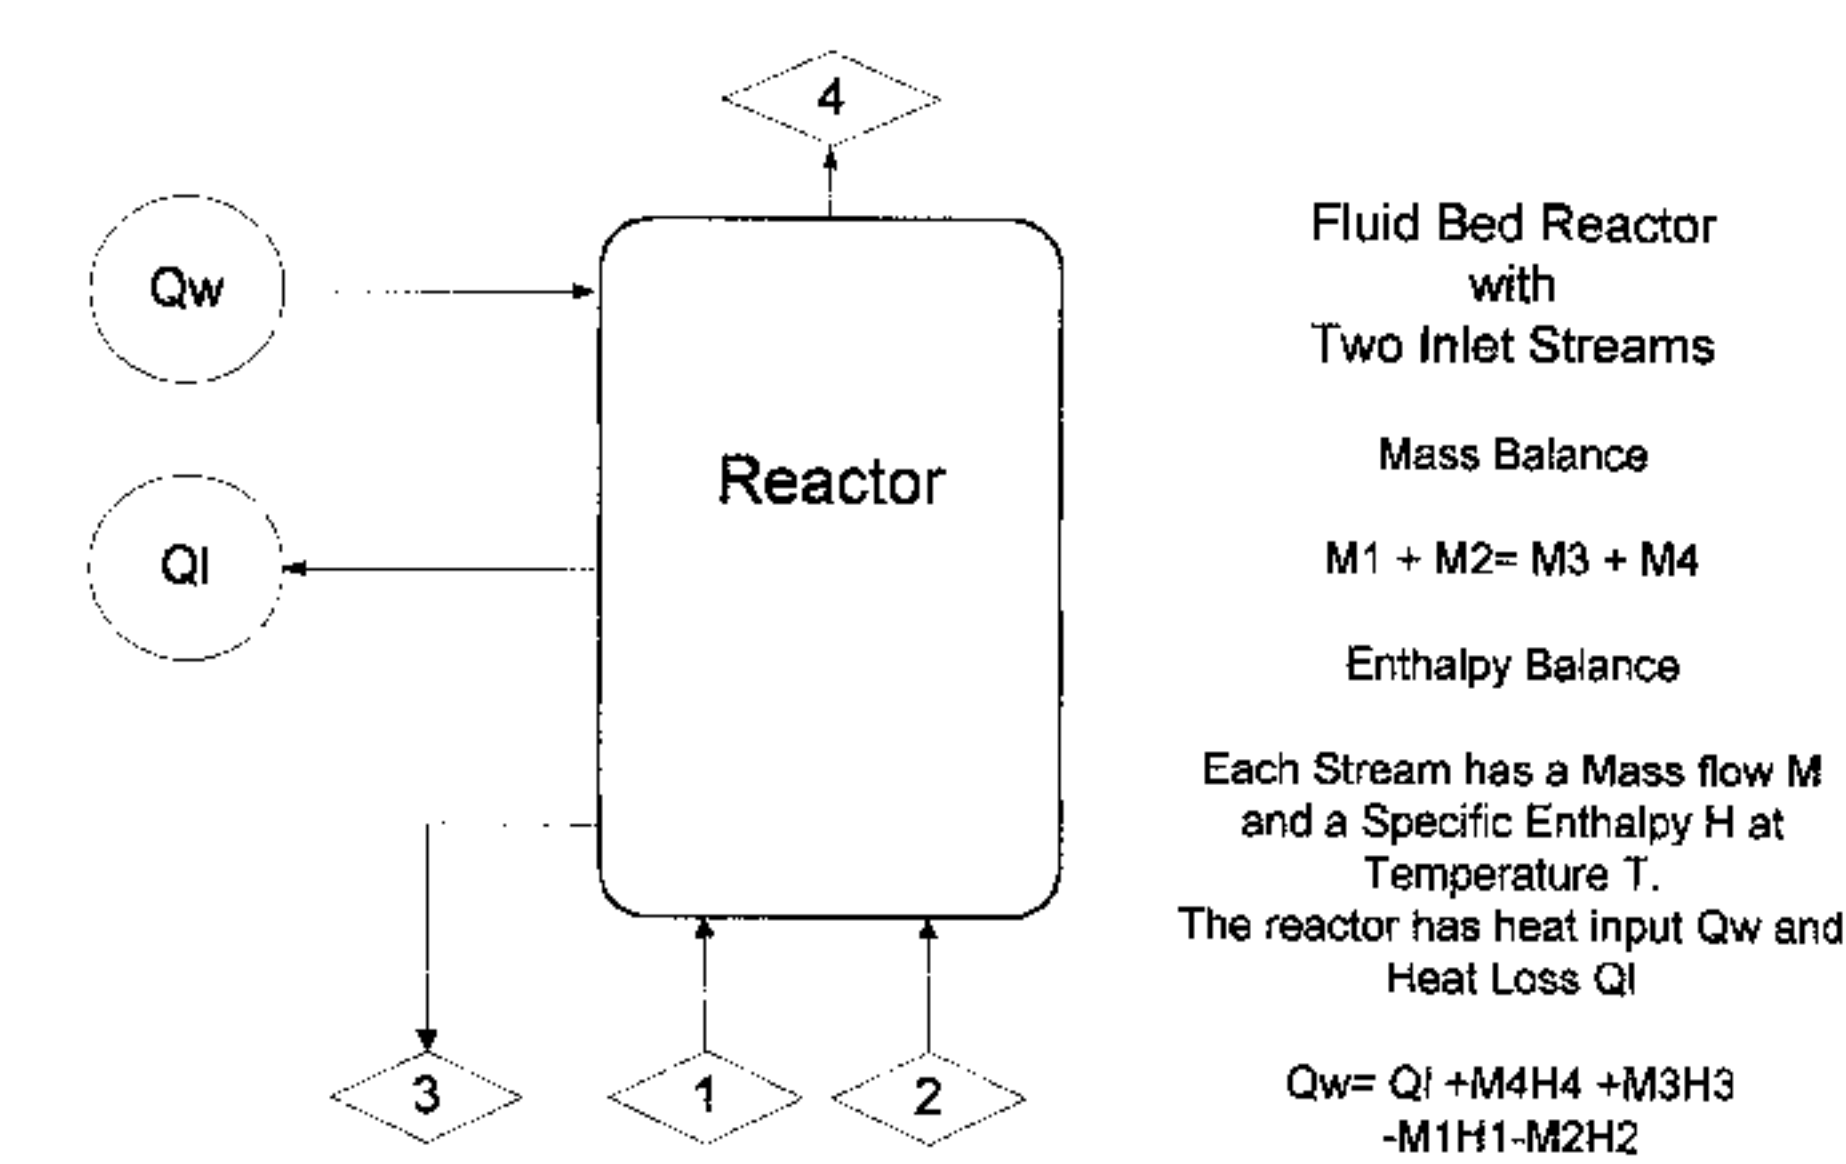 4
Qw
Ql
Reactor
3
1
2
Fluid Bed Reactor
with
Two Inlet Streams
Mass Balance
M1 + M2= M3 + M4
Enthalpy Balance
Each Stream has a Mass flow M
and a Specific Enthalpy H at
Temperature T.
The reactor has heat input Qw and
Heat Loss Ql
Qw= Ql +M4H4 +M3H3
-M1H1-M2H2